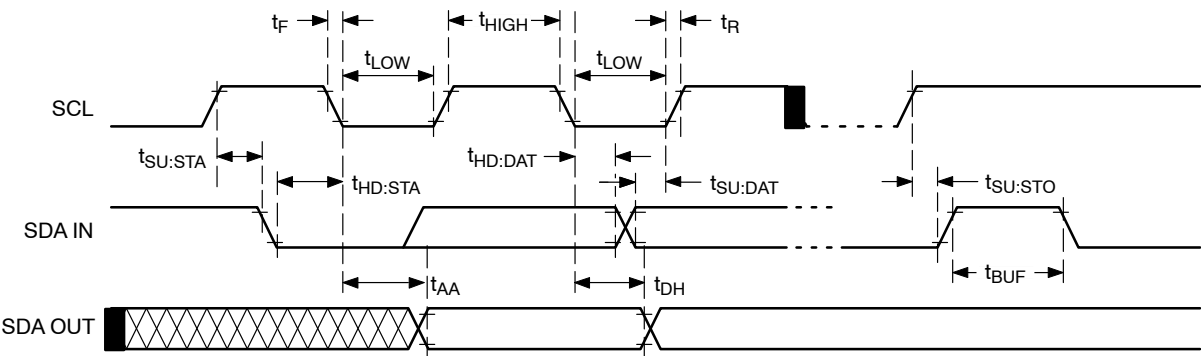 tF
tHIGH
tR
tLOW
tLOW
SCL
tSU:STA
tHD:DAT
tHD:STA
tSU:DAT
tSU:STO
SDA IN
tAA
tDH
tBUF
SDA OUT